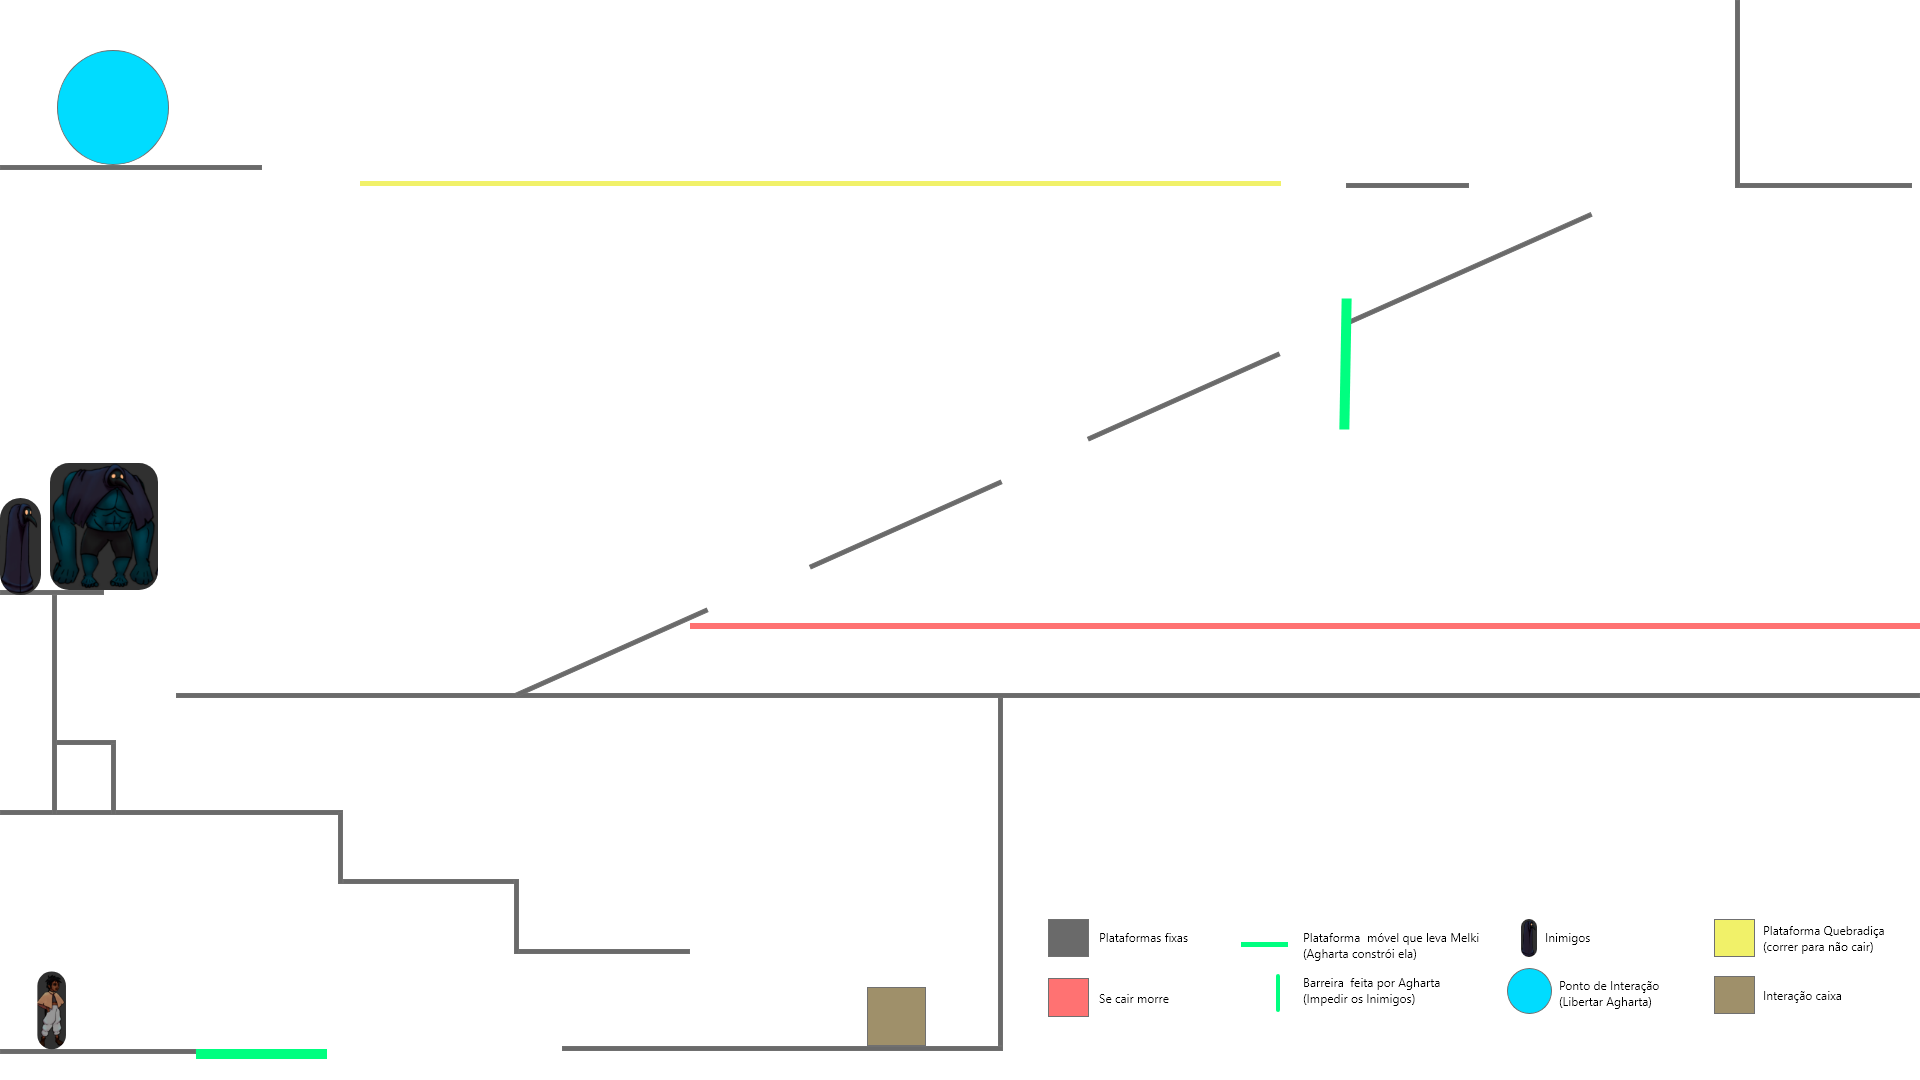 Plataformas fixas
Se cair morre
Plataforma  móvel que leva Melki
(Agharta constrói ela)
Barreira  feita por Agharta
(Impedir os Inimigos)
Inimigos
Ponto de Interação
(Libertar Agharta)
Plataforma Quebradiça
(correr para não cair)
Interação caixa